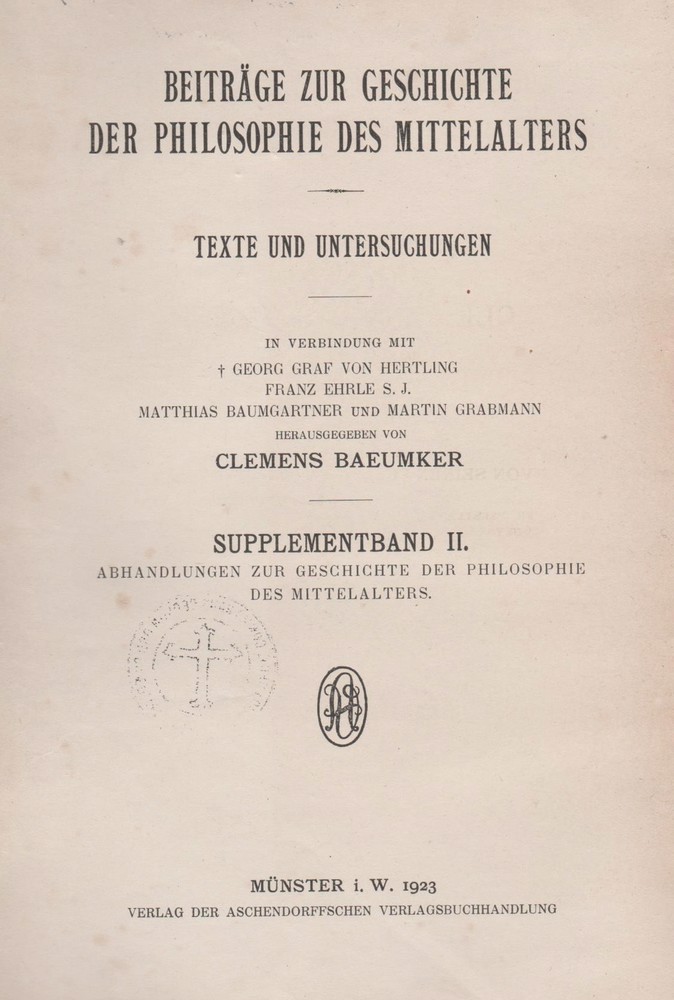 BEITRÄGE ZUR GESCHICHTE
DER PHILOSOPHIE DES MITTELALTERS
TEXTE UND UNTERSUCHUNGEN
IN VERBINDUNG MIT
† GEORG GRAF VON HERTLING
FRANZ EHRLE S. J.
MATTHIAS BAUMGARTNER UND MARTIN GRABMANN
HERAUSGEGEBEN VON
CLEMENS BAEUMKER
SUPPLEMENTBAND II.
ABHANDLUNGEN ZUR GESCHICHTE DER PHILOSOPHIE
DES MITTELALTERS.
MÜNSTER i. W. 1923
VERLAG DER ASCHENDORFFSCHEN VERLAGSBUCHHANDLUNG